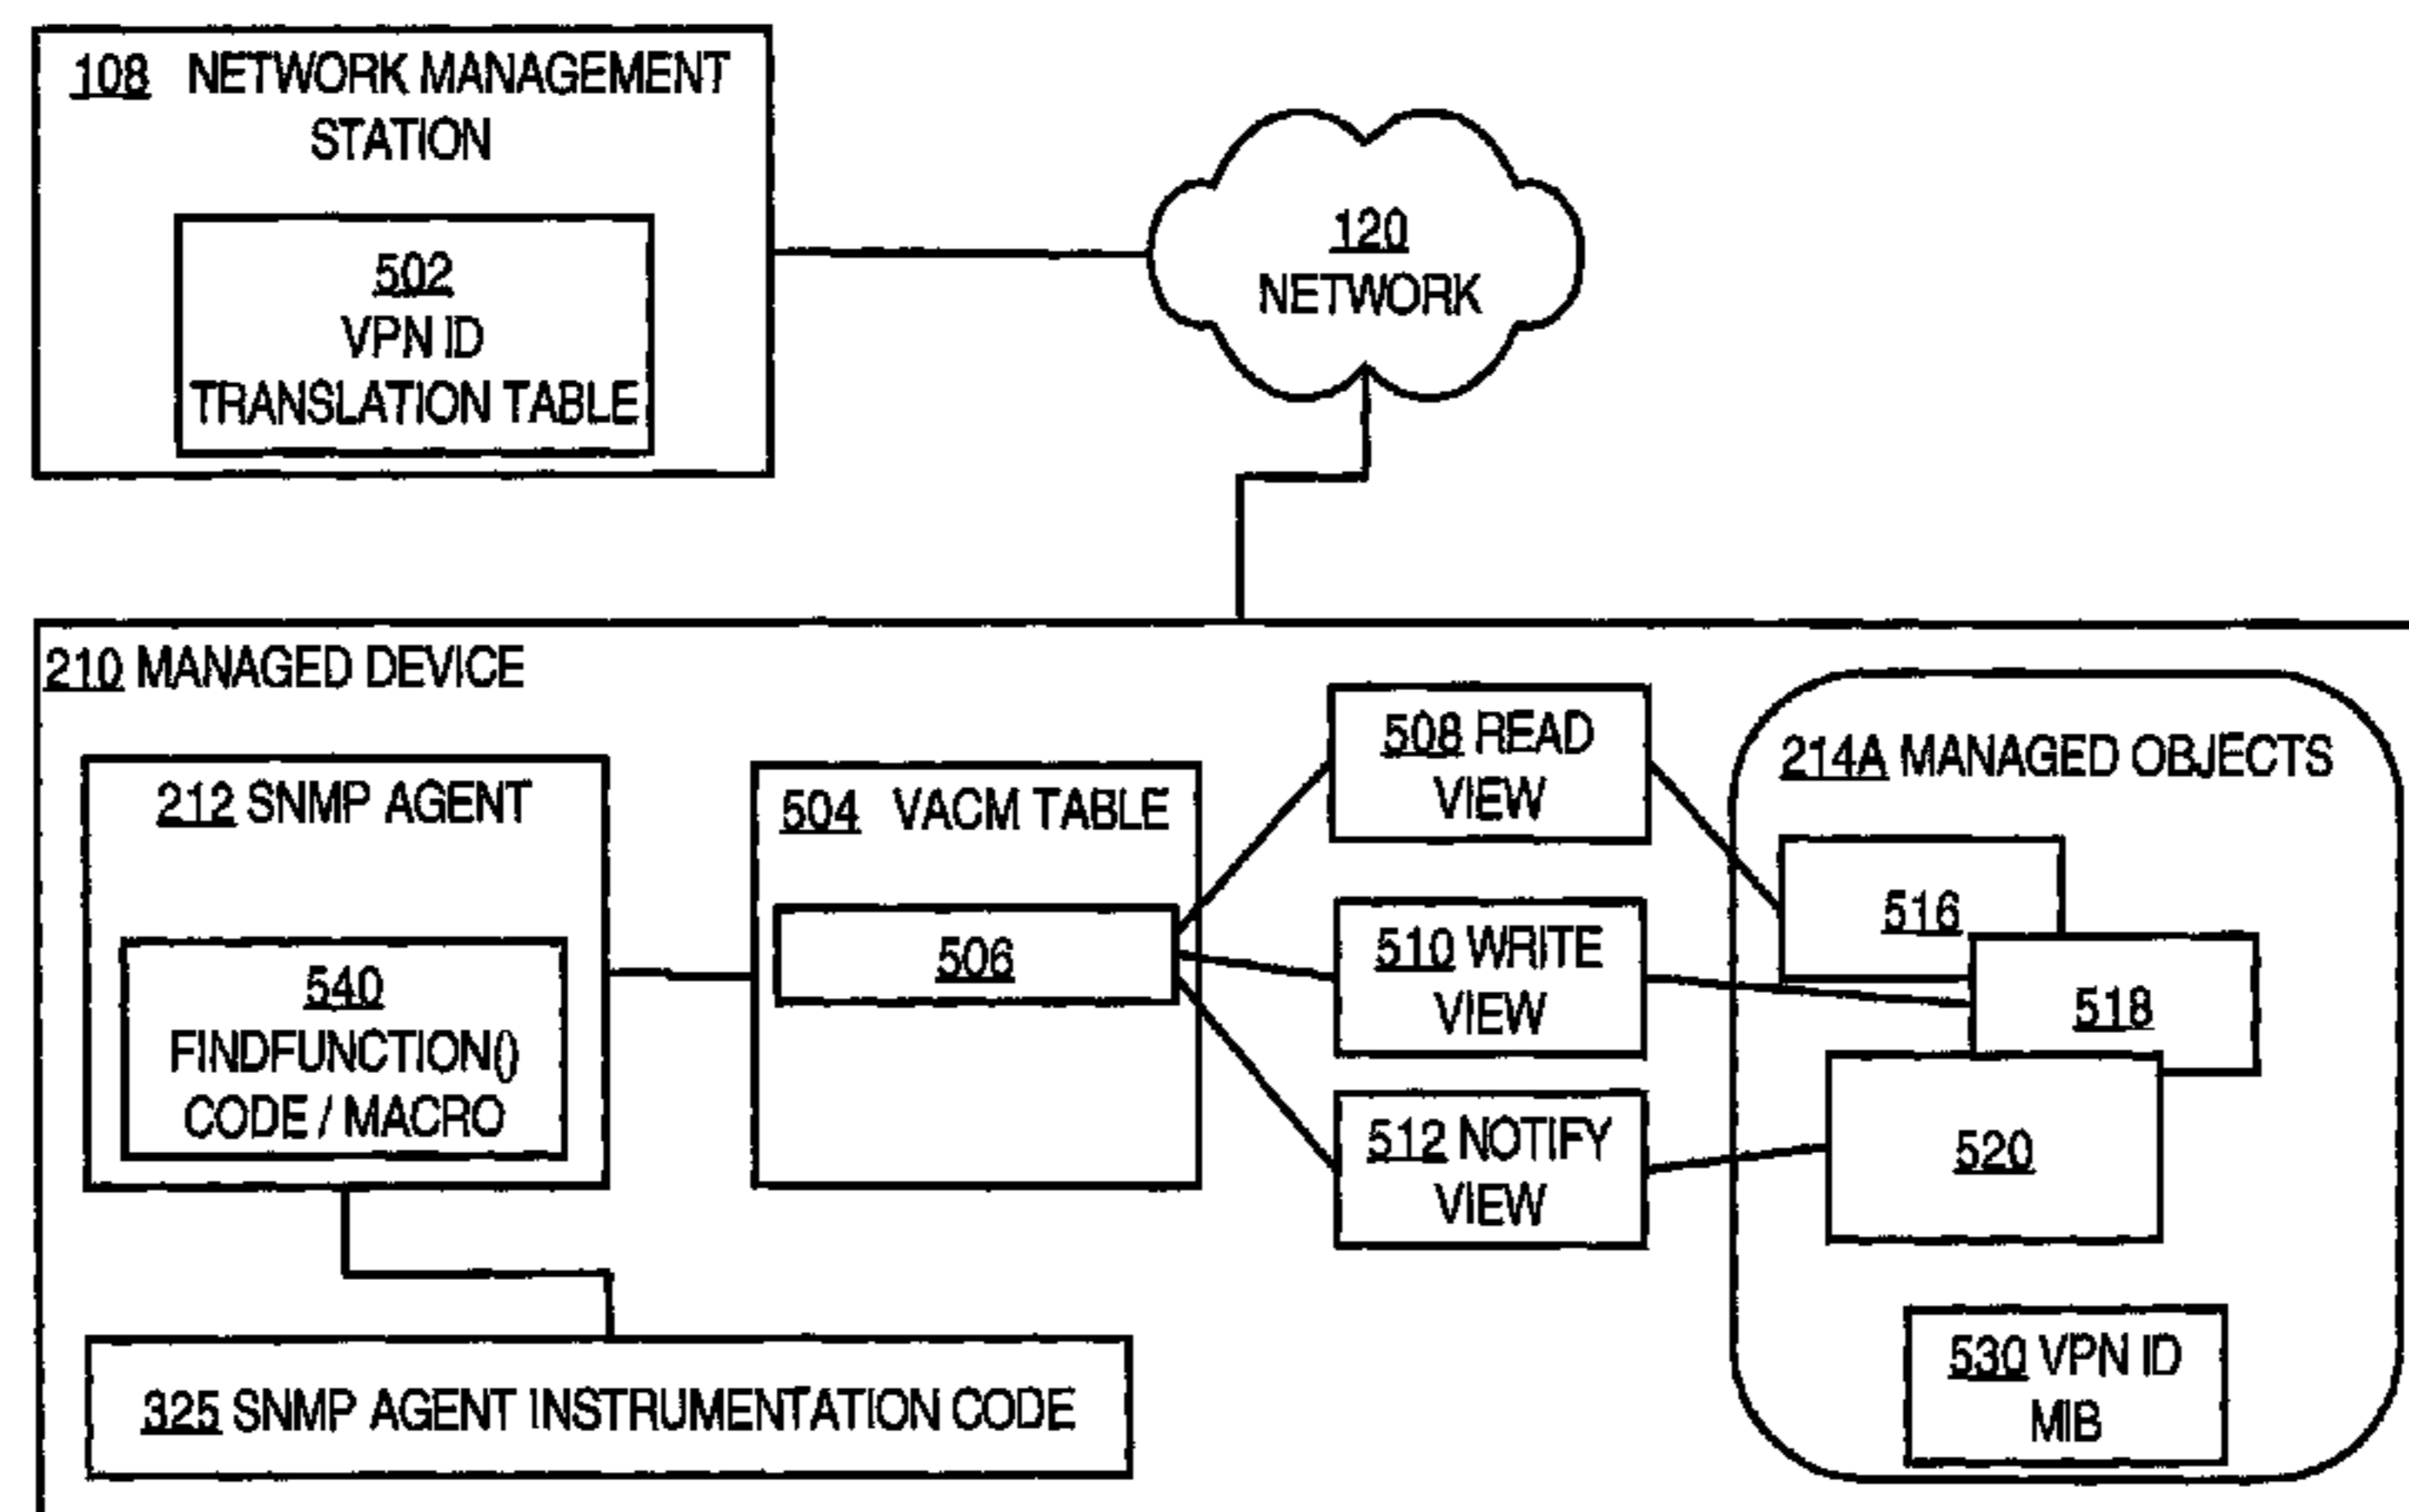 108 NETWORK MANAGEMENT
STATION
502
VPN ID
TRANSLATION TABLE
120
NETWORK
210 MANAGED DEVICE
212 SNMP AGENT
540
FINDFUNCTION()
CODE / MACRO
504 VACM TABLE
506
508 READ
VIEW
510 WRITE
VIEW
512 NOTIFY
VIEW
214A MANAGED OBJECTS
516
518
520
530 VPN ID
MIB
325 SNMP AGENT INSTRUMENTATION CODE